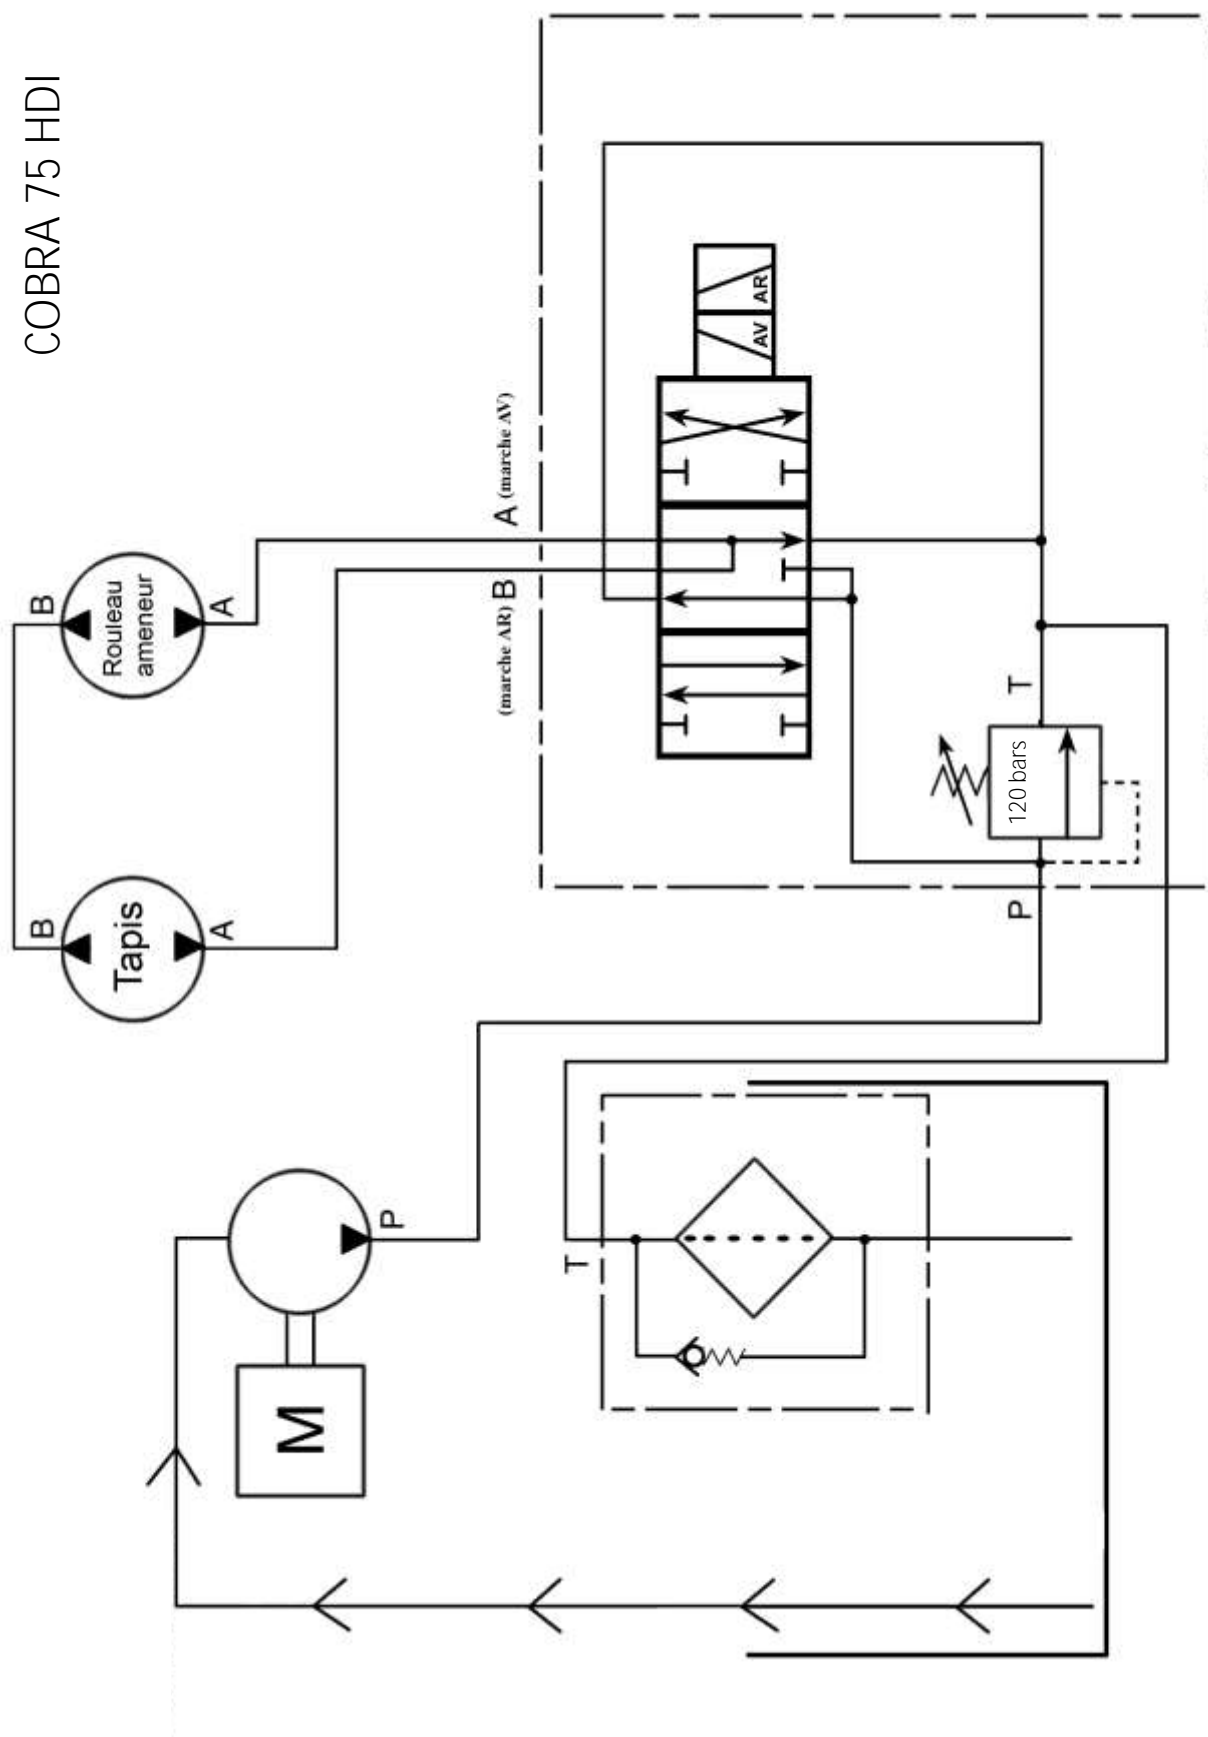 COBRA 75 HDI
B
Rouleau
ameneur
A
B
Tapis
A
A (marche AV)
(marche AR) B
AV
AR
T
120 bars
P
P
M
T